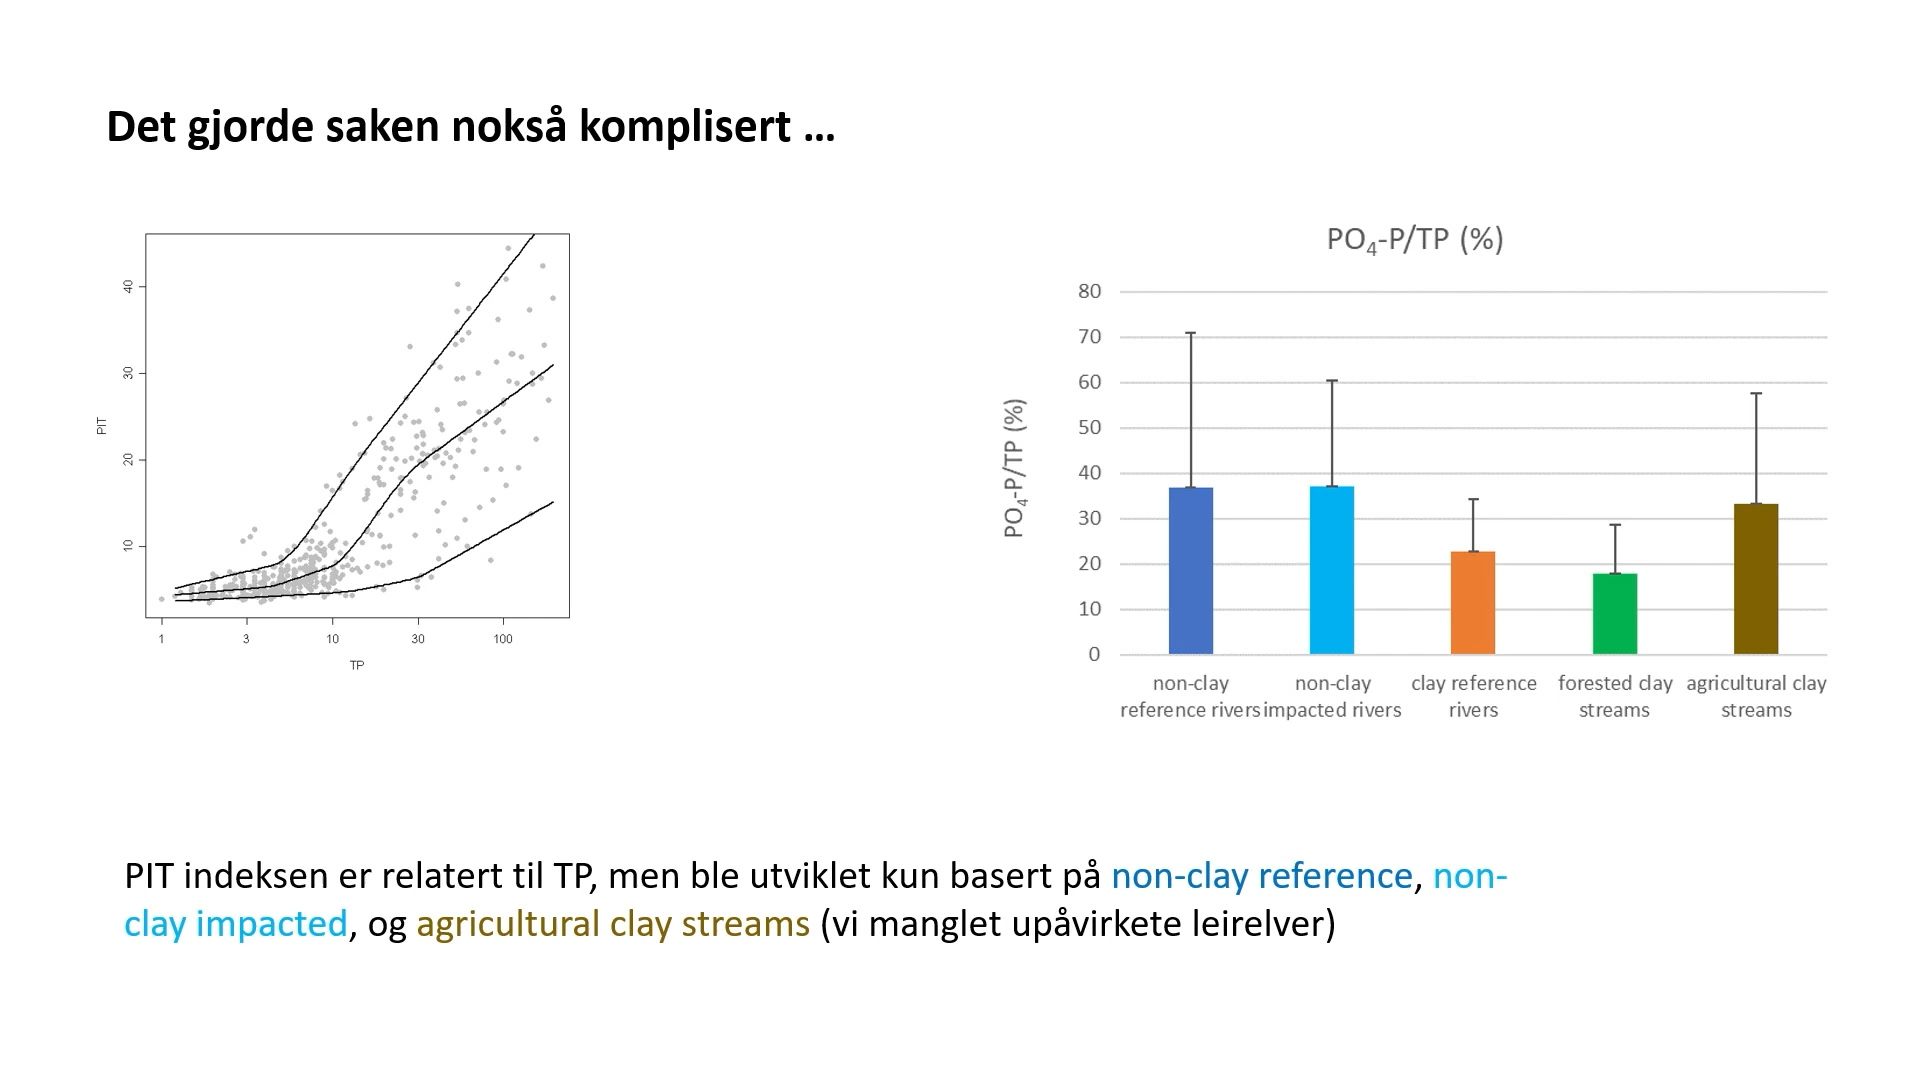 Det gjorde saken nokså komplisert ...
40
30
20
10
PIT
1 3 10 30 100
TP
PO₄-P/TP (%)
PO₄-P/TP (%)
80
70
60
50
40
30
20
10
0
non-clay reference rivers
non-clay impacted rivers
clay reference rivers
forested clay streams
agricultural clay streams
PIT indeksen er relatert til TP, men ble utviklet kun basert på non-clay reference, non-
clay impacted, og agricultural clay streams (vi manglet upåvirkete leirelver)